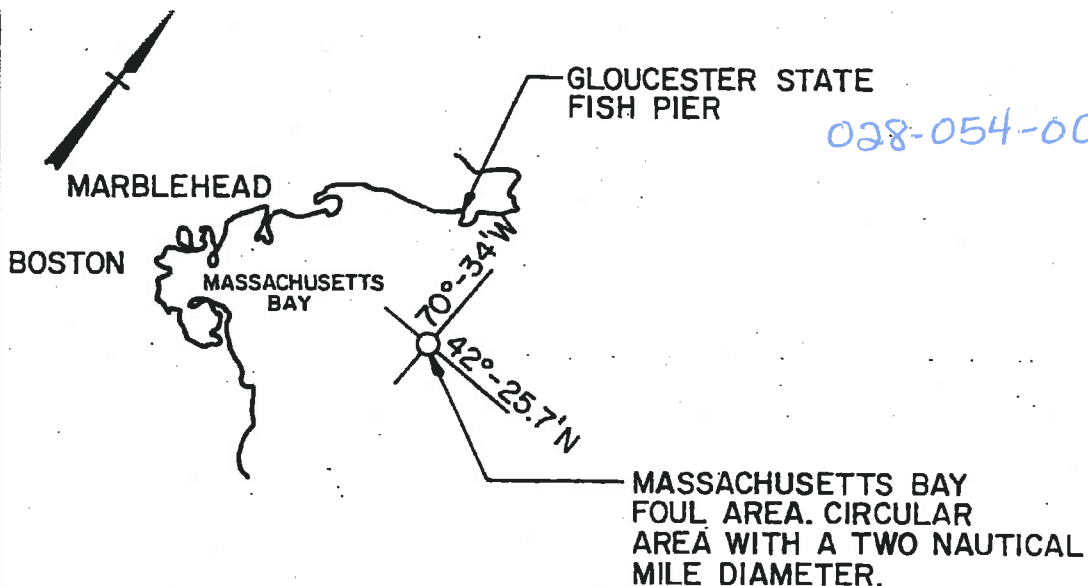 GLOUCESTER STATE
FISH PIER
028-054-00
MARBLEHEAD
BOSTON
MASSACHUSETTS
BAY
70°-34'W
42°-25.7'N
MASSACHUSETTS BAY
FOUL AREA. CIRCULAR
AREA WITH A TWO NAUTICAL
MILE DIAMETER.